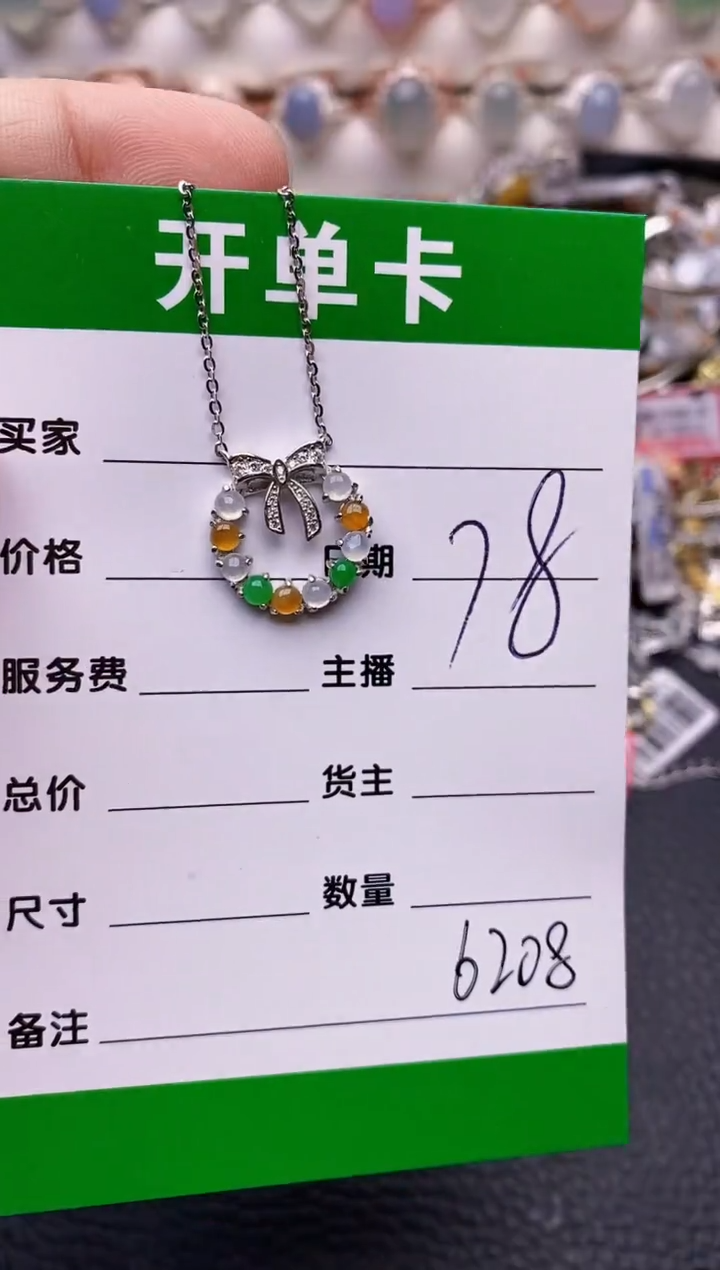 开单卡
买家
价格 日期 78
服务费 主播
总价 货主
尺寸 数量
6208
备注